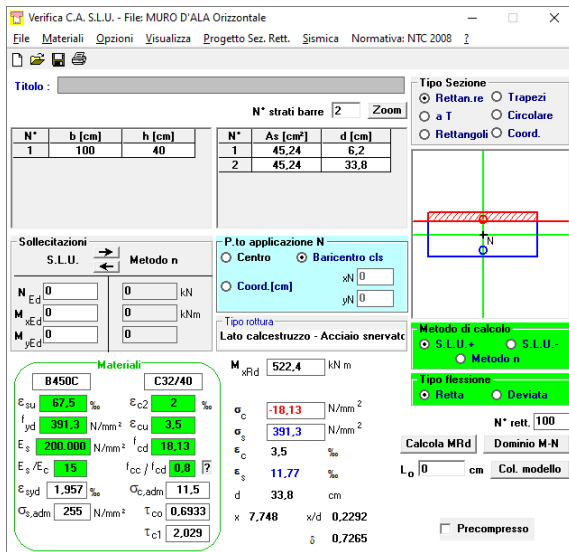 Verifica C.A. S.L.U. - File: MURO D'ALA Orizzontale
File Materiali Opzioni Visualizza Progetto Sez. Rett. Sismica Normativa: NTC 2008 ?
Titolo :
N* strati barre 2 Zoom
Tipo Sezione
Rettan.re Trapezi
a T Circolare
Rettangoli Coord.
N* b [cm] h [cm]
1 100 40
N* As [cm²] d [cm]
1 45,24 6,2
2 45,24 33,8
N
Sollecitazioni
S.L.U. Metodo n
N Ed 0 0 kN
M xEd 0 0 kNm
M yEd 0 0
P.to applicazione N
Centro Baricentro cls
Coord.[cm] xN 0
yN 0
Tipo rottura
Lato calcestruzzo - Acciaio snervato
Metodo di calcolo
S.L.U.+ S.L.U.-
Metodo n
Tipo flessione
Retta Deviata
N* rett. 100
Calcola MRd Dominio M-N
L₀ 0 cm Col. modello
Precompresso
Materiali
B450C C32/40
εsu 67,5 ‰ εc2 2 ‰
fyd 391,3 N/mm² εcu 3,5
Es 200.000 N/mm² fcd 18,13
Es/Ec 15 fcc / fcd 0,8 ?
εsyd 1,957 ‰ σc,adm 11,5
σs,adm 255 N/mm² τco 0,6933
τc1 2,029
M xRd 522,4 kN m
σc -18,13 N/mm²
σs 391,3 N/mm²
εc 3,5 ‰
εs 11,77 ‰
d 33,8 cm
x 7,748 x/d 0,2292
δ 0,7265